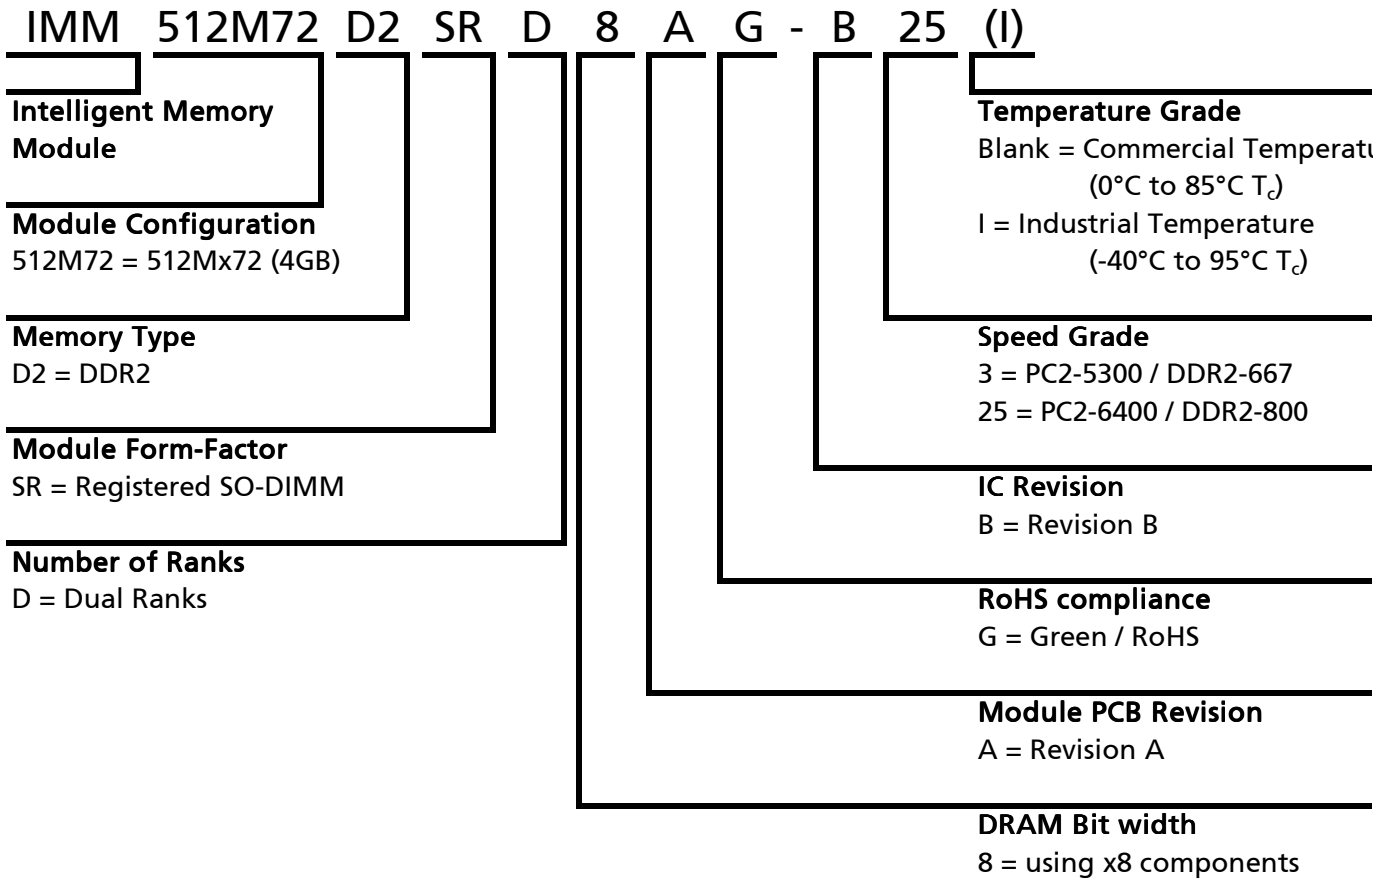 IMM 512M72 D2 SR D 8 A G - B 25 (I)
Intelligent Memory
Module
Module Configuration
512M72 = 512Mx72 (4GB)
Memory Type
D2 = DDR2
Module Form-Factor
SR = Registered SO-DIMM
Number of Ranks
D = Dual Ranks
Temperature Grade
Blank = Commercial Temperatu
(0°C to 85°C Tc)
I = Industrial Temperature
(-40°C to 95°C Tc)
Speed Grade
3 = PC2-5300 / DDR2-667
25 = PC2-6400 / DDR2-800
IC Revision
B = Revision B
RoHS compliance
G = Green / RoHS
Module PCB Revision
A = Revision A
DRAM Bit width
8 = using x8 components